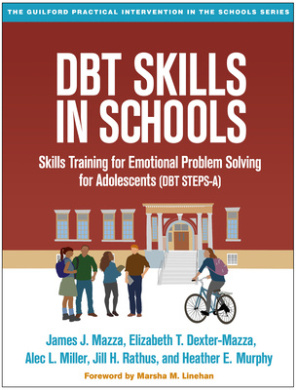 THE GUILFORD PRACTICAL INTERVENTION IN THE SCHOOLS SERIES
DBT SKILLS
IN SCHOOLS
Skills Training for Emotional Problem Solving
for Adolescents (DBT STEPS-A)
James J. Mazza, Elizabeth T. Dexter-Mazza,
Alec L. Miller, Jill H. Rathus, and Heather E. Murphy
Foreword by Marsha M. Linehan